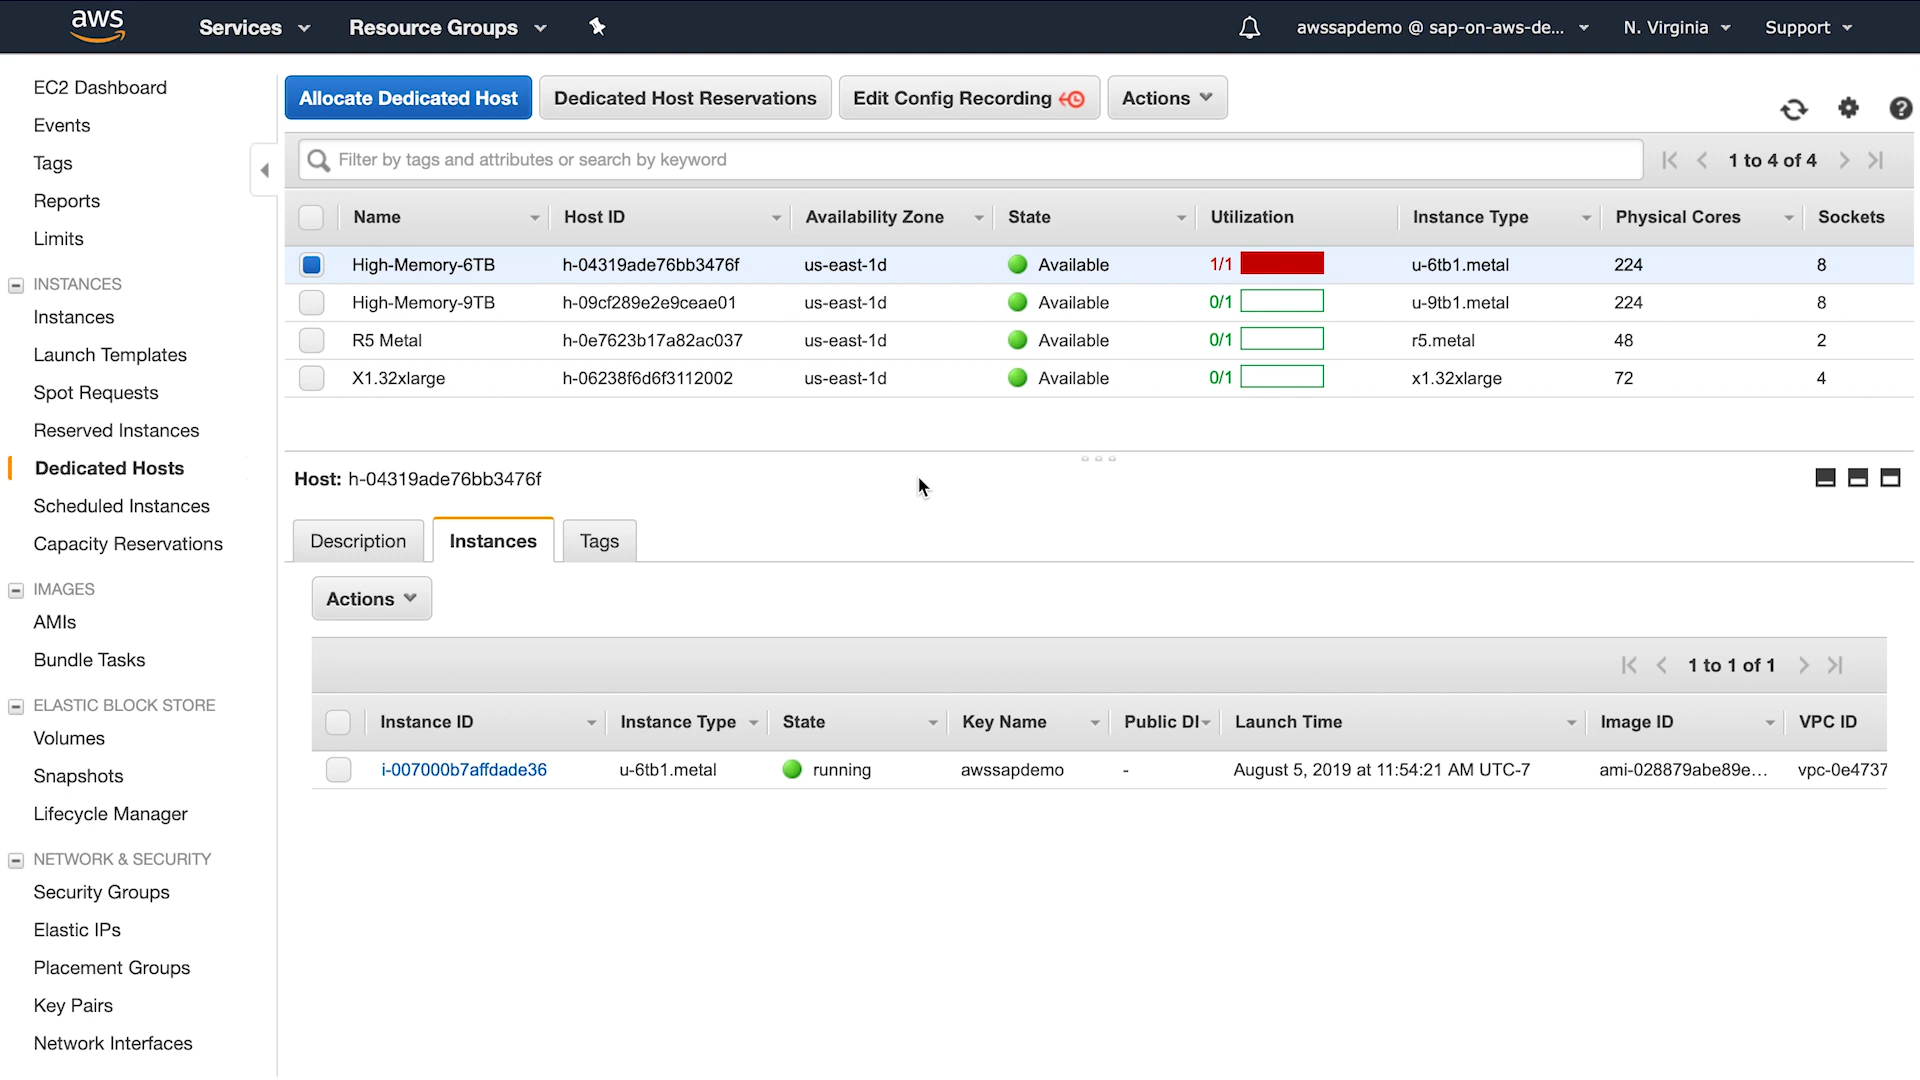 aws Services Resource Groups awssapdemo @ sap-on-aws-de... N. Virginia Support
EC2 Dashboard
Events
Tags
Reports
Limits
INSTANCES
Instances
Launch Templates
Spot Requests
Reserved Instances
Dedicated Hosts
Scheduled Instances
Capacity Reservations
IMAGES
AMIs
Bundle Tasks
ELASTIC BLOCK STORE
Volumes
Snapshots
Lifecycle Manager
NETWORK & SECURITY
Security Groups
Elastic IPs
Placement Groups
Key Pairs
Network Interfaces
Allocate Dedicated Host Dedicated Host Reservations Edit Config Recording Actions
Filter by tags and attributes or search by keyword 1 to 4 of 4
Name Host ID Availability Zone State Utilization Instance Type Physical Cores Sockets
High-Memory-6TB h-04319ade76bb3476f us-east-1d Available 1/1 u-6tb1.metal 224 8
High-Memory-9TB h-09cf289e2e9ceae01 us-east-1d Available 0/1 u-9tb1.metal 224 8
R5 Metal h-0e7623b17a82ac037 us-east-1d Available 0/1 r5.metal 48 2
X1.32xlarge h-06238f6d6f3112002 us-east-1d Available 0/1 x1.32xlarge 72 4
Host: h-04319ade76bb3476f
Description Instances Tags
Actions
1 to 1 of 1
Instance ID Instance Type State Key Name Public DI Launch Time Image ID VPC ID
i-007000b7affdade36 u-6tb1.metal running awssapdemo - August 5, 2019 at 11:54:21 AM UTC-7 ami-028879abe89e... vpc-0e4737